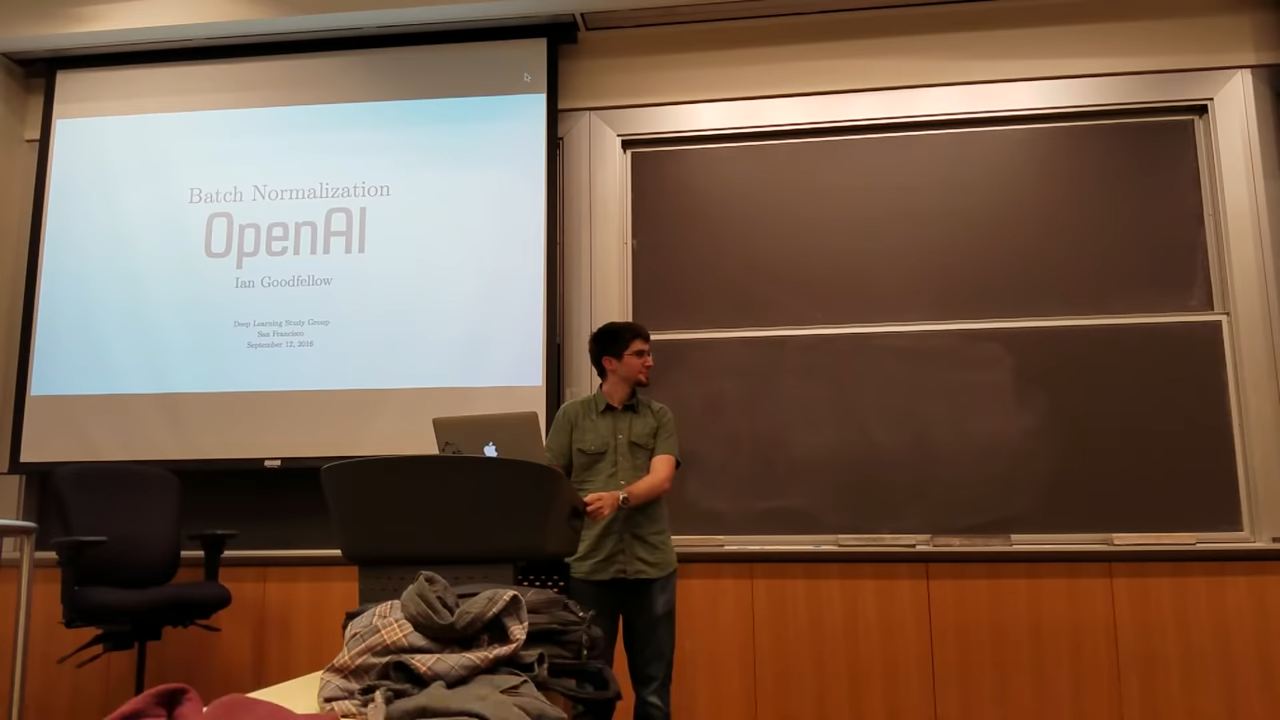 Batch Normalization
OpenAI
Ian Goodfellow
Deep Learning Study Group
San Francisco
September 12, 2016